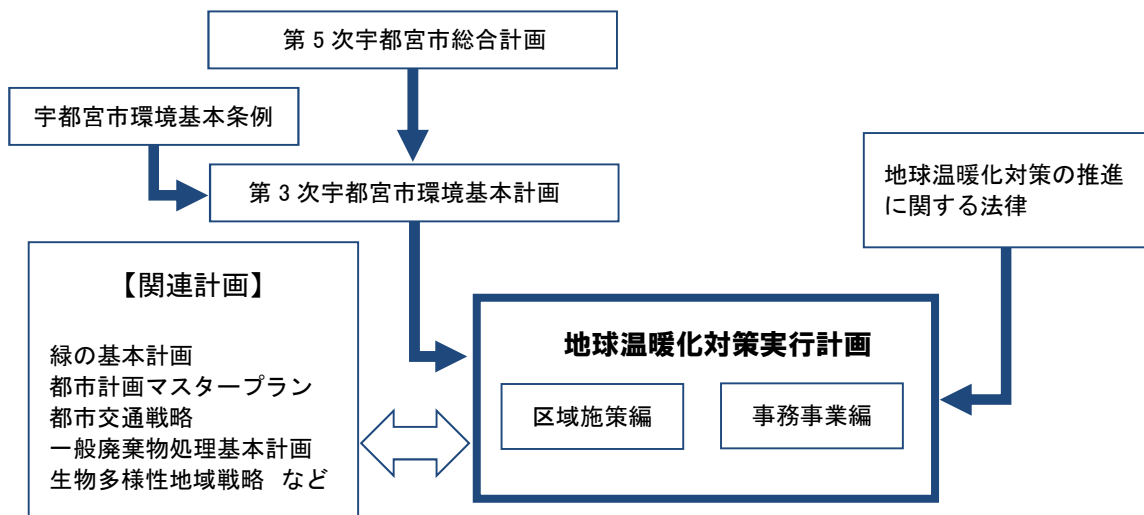 第5次宇都宮市総合計画
宇都宮市環境基本条例
第3次宇都宮市環境基本計画
地球温暖化対策の推進
に関する法律
【関連計画】
緑の基本計画
都市計画マスタープラン
都市交通戦略
一般廃棄物処理基本計画
生物多様性地域戦略 など
地球温暖化対策実行計画
区域施策編
事務事業編